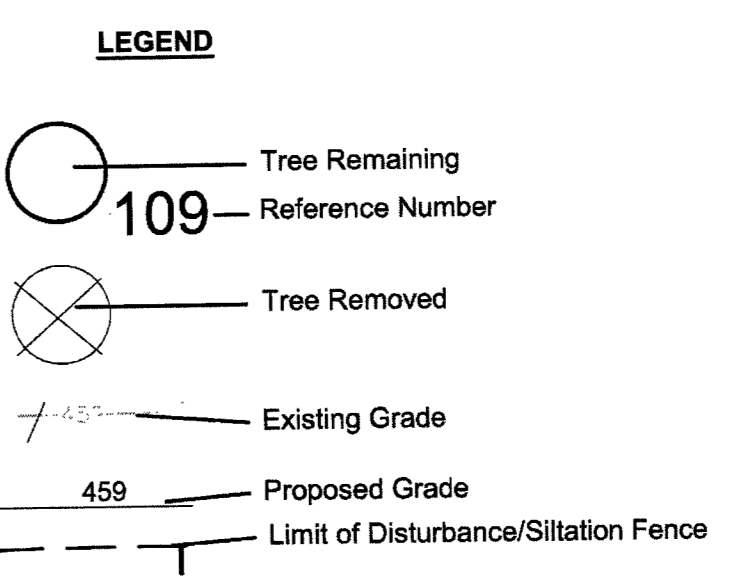 LEGEND
Tree Remaining
109 Reference Number
Tree Removed
Existing Grade
459 Proposed Grade
Limit of Disturbance/Siltation Fence